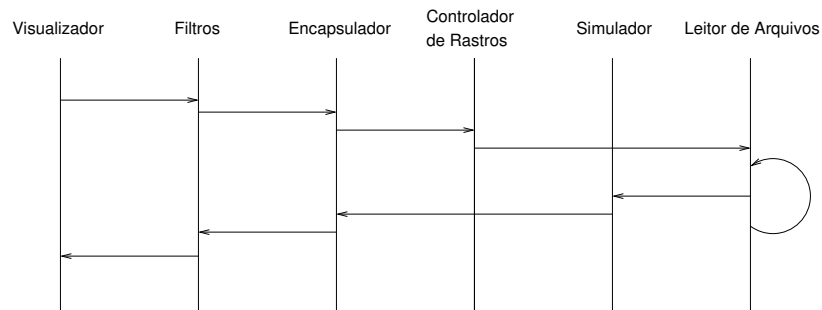 Visualizador
Filtros
Encapsulador
Controlador
de Rastros
Simulador
Leitor de Arquivos